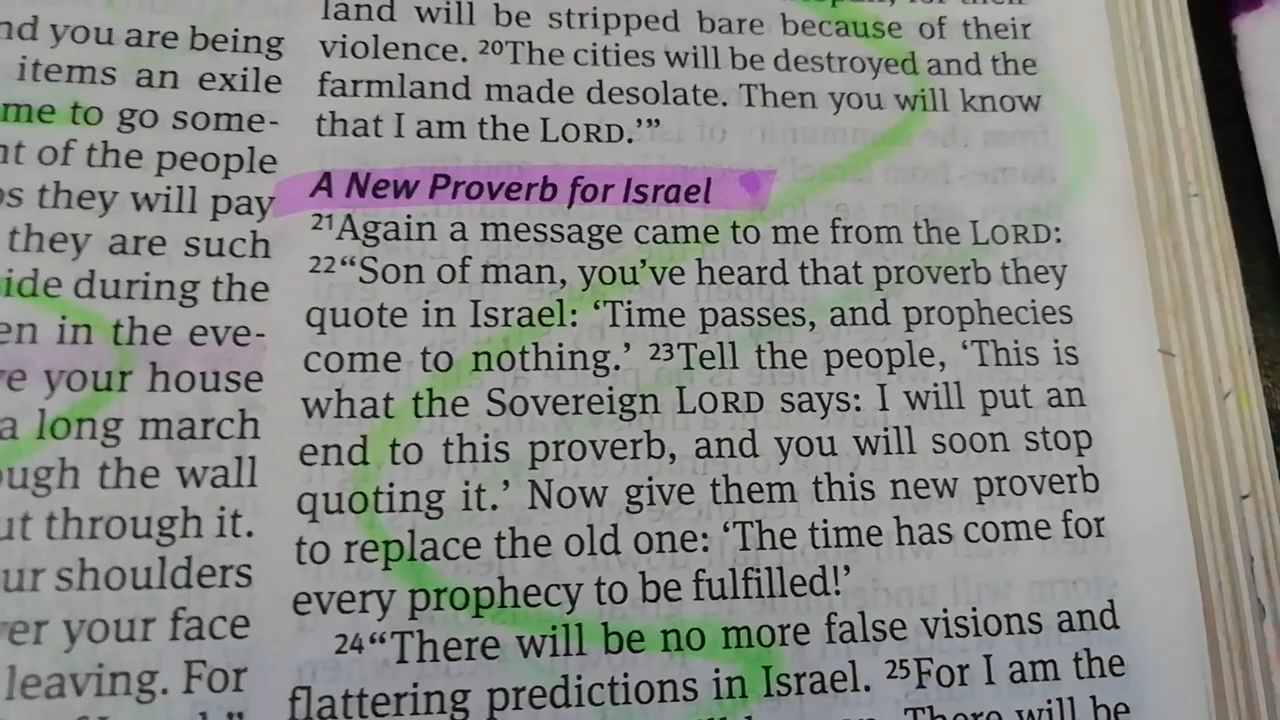 nd you are being
items an exile
me to go some-
nt of the people
they will pay
they are such
ide during the
en in the eve-
e your house
a long march
ugh the wall
ut through it.
ur shoulders
er your face
leaving. For
land will be stripped bare because of their
violence. ²⁰The cities will be destroyed and the
farmland made desolate. Then you will know
that I am the LORD.’”
A New Proverb for Israel
²¹Again a message came to me from the LORD:
²²“Son of man, you’ve heard that proverb they
quote in Israel: ‘Time passes, and prophecies
come to nothing.’ ²³Tell the people, ‘This is
what the Sovereign LORD says: I will put an
end to this proverb, and you will soon stop
quoting it.’ Now give them this new proverb
to replace the old one: ‘The time has come for
every prophecy to be fulfilled!’
²⁴“There will be no more false visions and
flattering predictions in Israel. ²⁵For I am the
There will be